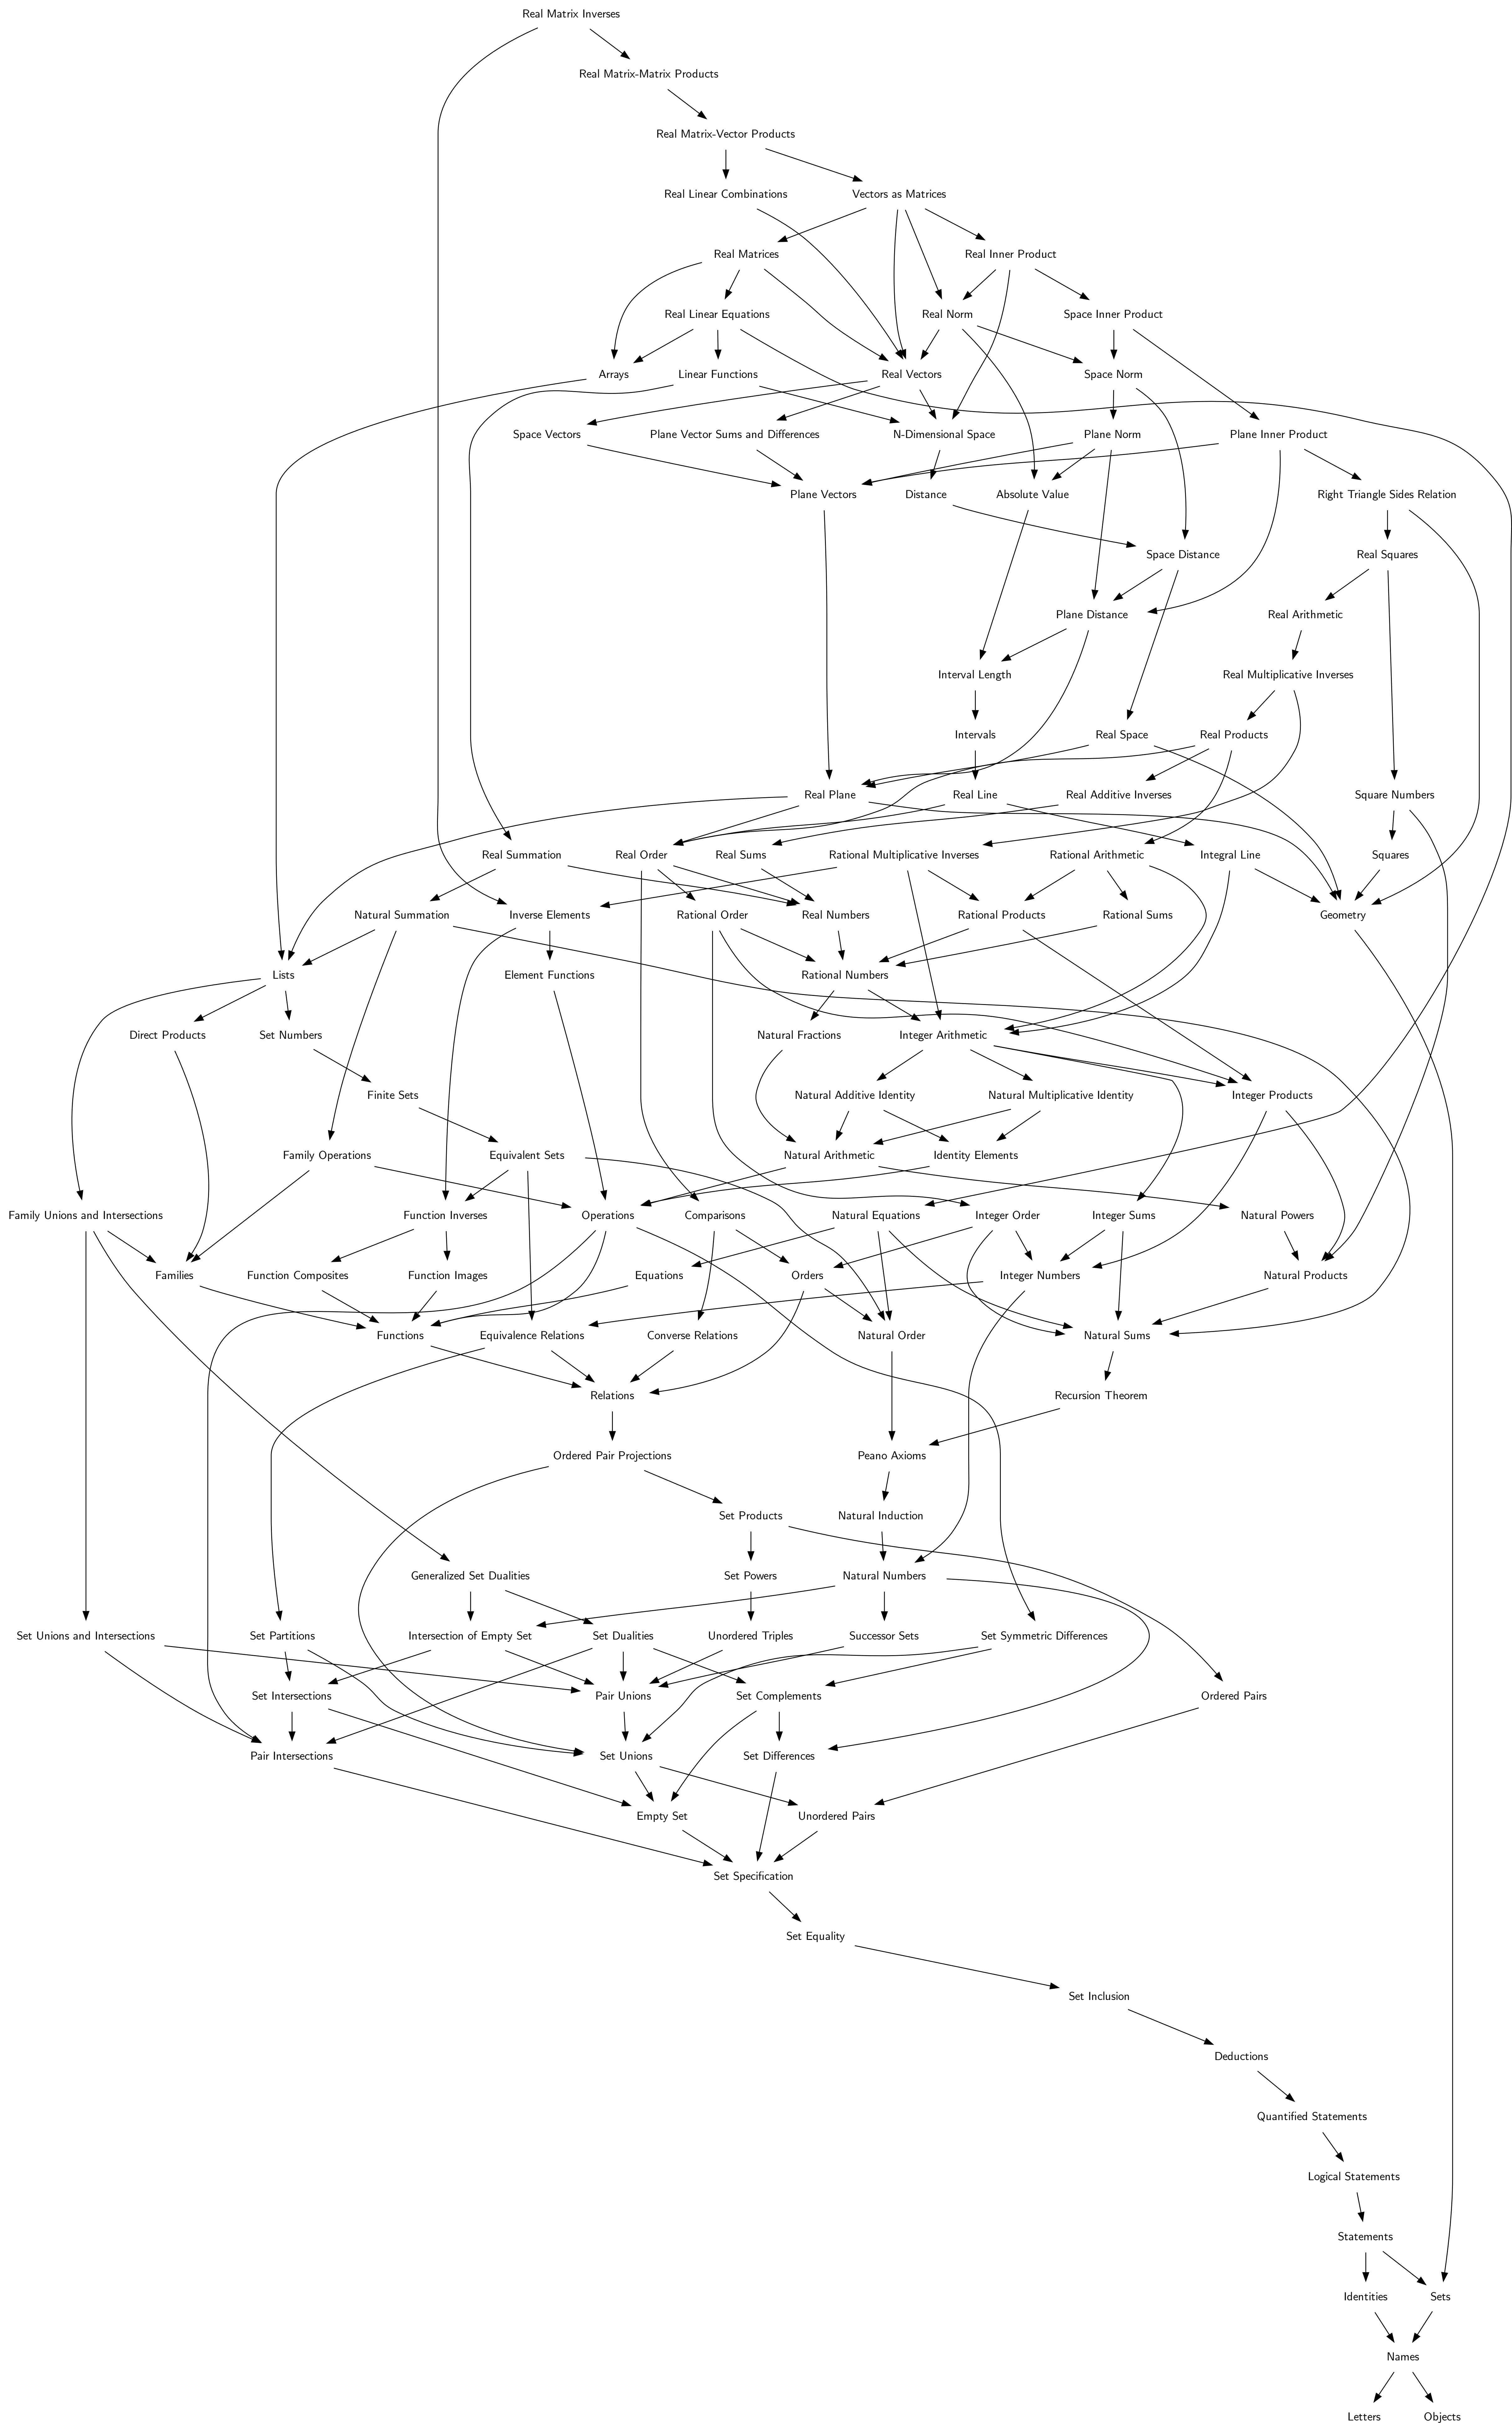 Real Matrix Inverses
Real Matrix-Matrix Products
Real Matrix-Vector Products
Real Linear Combinations
Vectors as Matrices
Real Matrices
Real Inner Product
Real Linear Equations
Real Norm
Space Inner Product
Arrays
Linear Functions
Real Vectors
Space Norm
Space Vectors
Plane Vector Sums and Differences
N-Dimensional Space
Plane Norm
Plane Inner Product
Plane Vectors
Distance
Absolute Value
Right Triangle Sides Relation
Space Distance
Real Squares
Plane Distance
Real Arithmetic
Interval Length
Real Multiplicative Inverses
Intervals
Real Space
Real Products
Real Plane
Real Line
Real Additive Inverses
Square Numbers
Real Summation
Real Order
Real Sums
Rational Multiplicative Inverses
Rational Arithmetic
Integral Line
Squares
Natural Summation
Inverse Elements
Rational Order
Real Numbers
Rational Products
Rational Sums
Geometry
Lists
Element Functions
Rational Numbers
Direct Products
Set Numbers
Natural Fractions
Integer Arithmetic
Finite Sets
Natural Additive Identity
Natural Multiplicative Identity
Integer Products
Family Operations
Equivalent Sets
Natural Arithmetic
Identity Elements
Family Unions and Intersections
Function Inverses
Operations
Comparisons
Natural Equations
Integer Order
Integer Sums
Natural Powers
Families
Function Composites
Function Images
Equations
Orders
Integer Numbers
Natural Products
Functions
Equivalence Relations
Converse Relations
Natural Order
Natural Sums
Relations
Recursion Theorem
Ordered Pair Projections
Peano Axioms
Set Products
Natural Induction
Generalized Set Dualities
Set Powers
Natural Numbers
Set Unions and Intersections
Set Partitions
Intersection of Empty Set
Set Dualities
Unordered Triples
Successor Sets
Set Symmetric Differences
Set Intersections
Pair Unions
Set Complements
Ordered Pairs
Pair Intersections
Set Unions
Set Differences
Empty Set
Unordered Pairs
Set Specification
Set Equality
Set Inclusion
Deductions
Quantified Statements
Logical Statements
Statements
Identities
Sets
Names
Letters
Objects